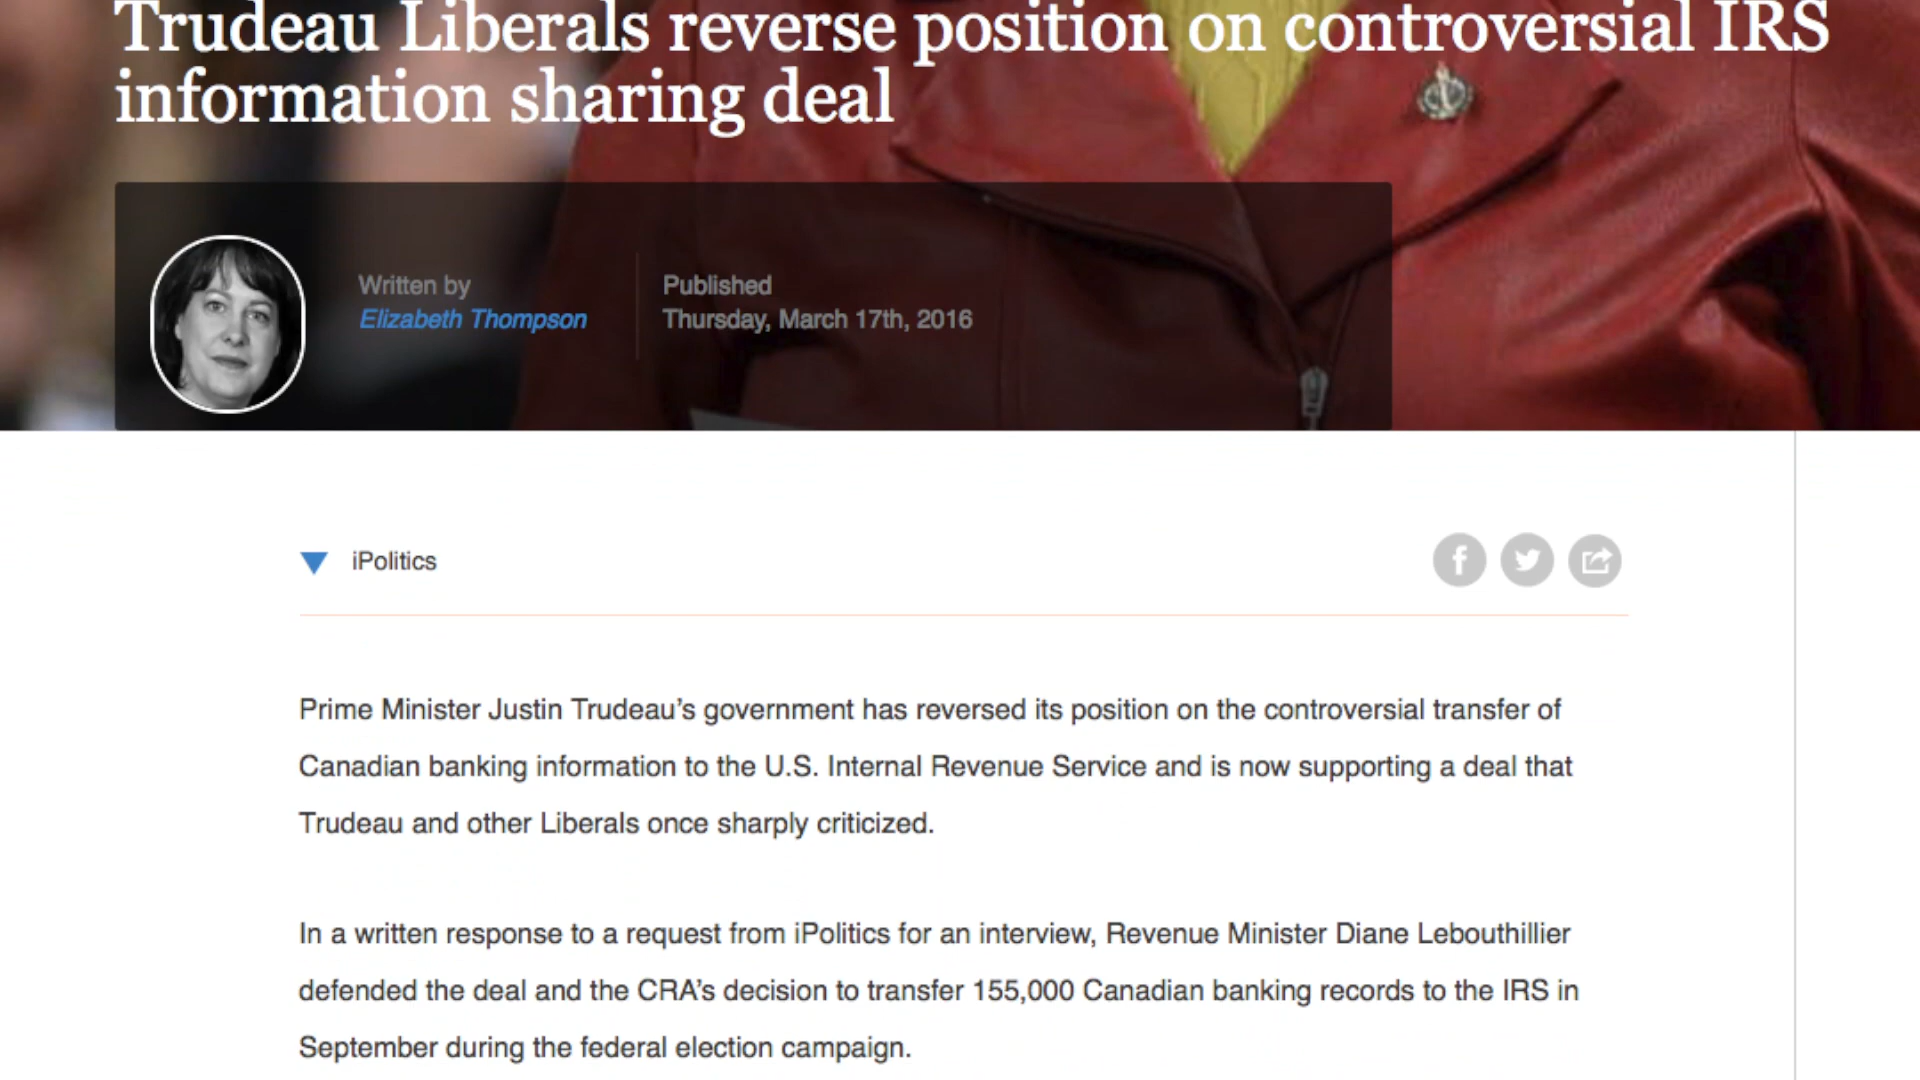 Trudeau Liberals reverse position on controversial IRS
information sharing deal
Written by
Elizabeth Thompson
Published
Thursday, March 17th, 2016
iPolitics
Prime Minister Justin Trudeau’s government has reversed its position on the controversial transfer of
Canadian banking information to the U.S. Internal Revenue Service and is now supporting a deal that
Trudeau and other Liberals once sharply criticized.
In a written response to a request from iPolitics for an interview, Revenue Minister Diane Lebouthillier
defended the deal and the CRA’s decision to transfer 155,000 Canadian banking records to the IRS in
September during the federal election campaign.